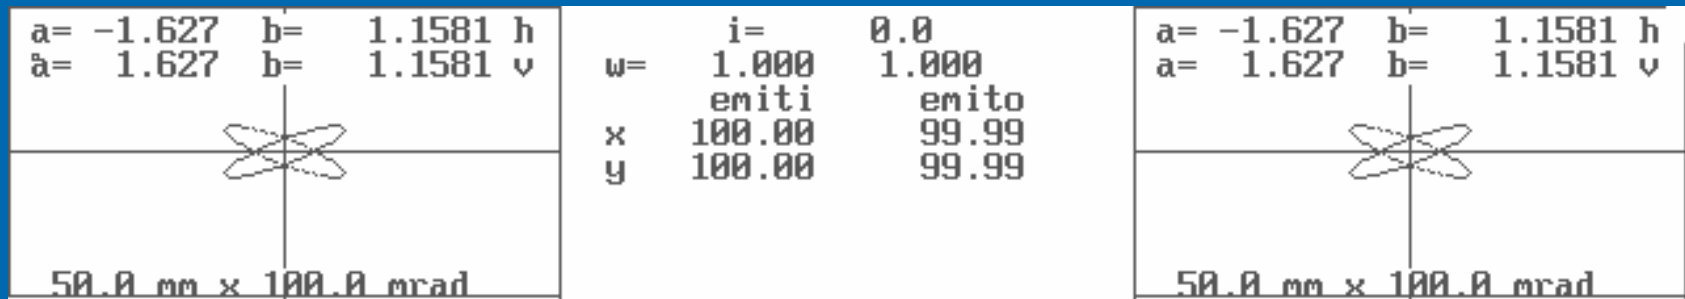 a= -1.627 b= 1.1581 h
a= 1.627 b= 1.1581 v
50.0 mm x 100.0 mrad
i= 0.0
w= 1.000 1.000
emiti emito
x 100.00 99.99
y 100.00 99.99
a= -1.627 b= 1.1581 h
a= 1.627 b= 1.1581 v
50.0 mm x 100.0 mrad